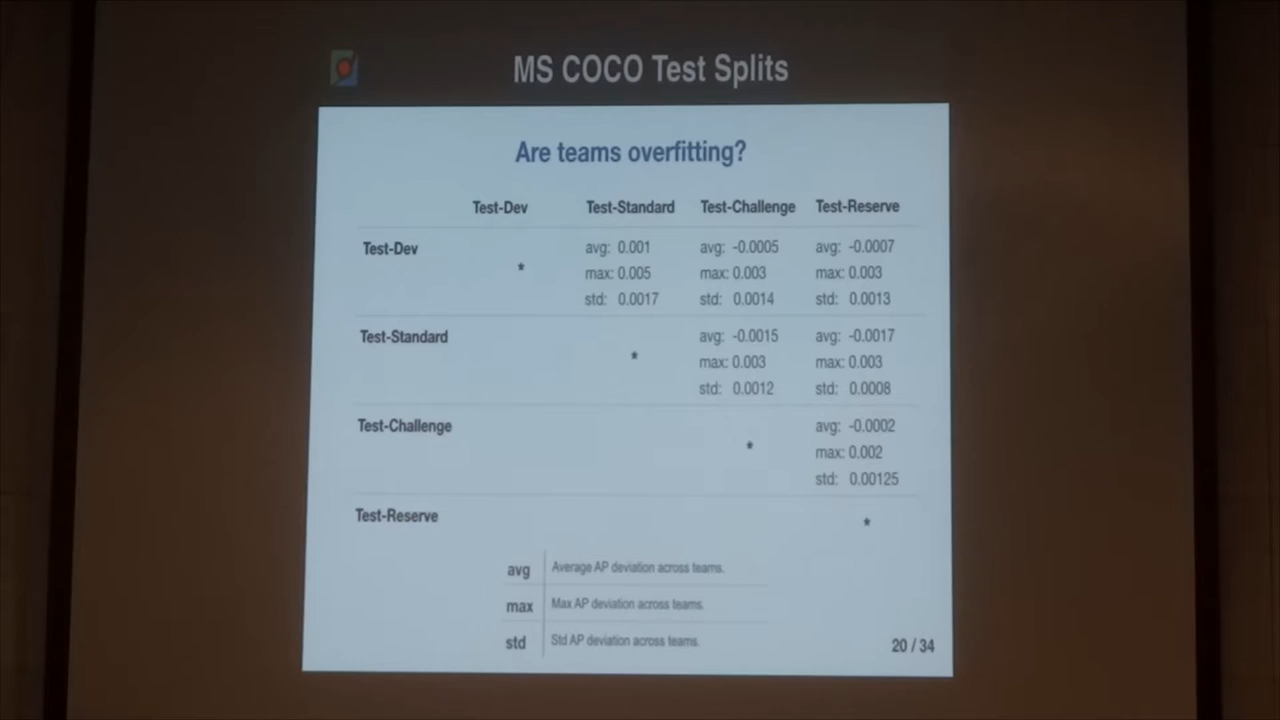 MS COCO Test Splits
Are teams overfitting?
Test-Dev Test-Standard Test-Challenge Test-Reserve
Test-Dev * avg: 0.001 avg: -0.0005 avg: -0.0007
max: 0.005 max: 0.003 max: 0.003
std: 0.0017 std: 0.0014 std: 0.0013
Test-Standard * avg: -0.0015 avg: -0.0017
max: 0.003 max: 0.003
std: 0.0012 std: 0.0008
Test-Challenge * avg: -0.0002
max: 0.002
std: 0.00125
Test-Reserve *
avg Average AP deviation across teams.
max Max AP deviation across teams.
std Std AP deviation across teams.
20 / 34